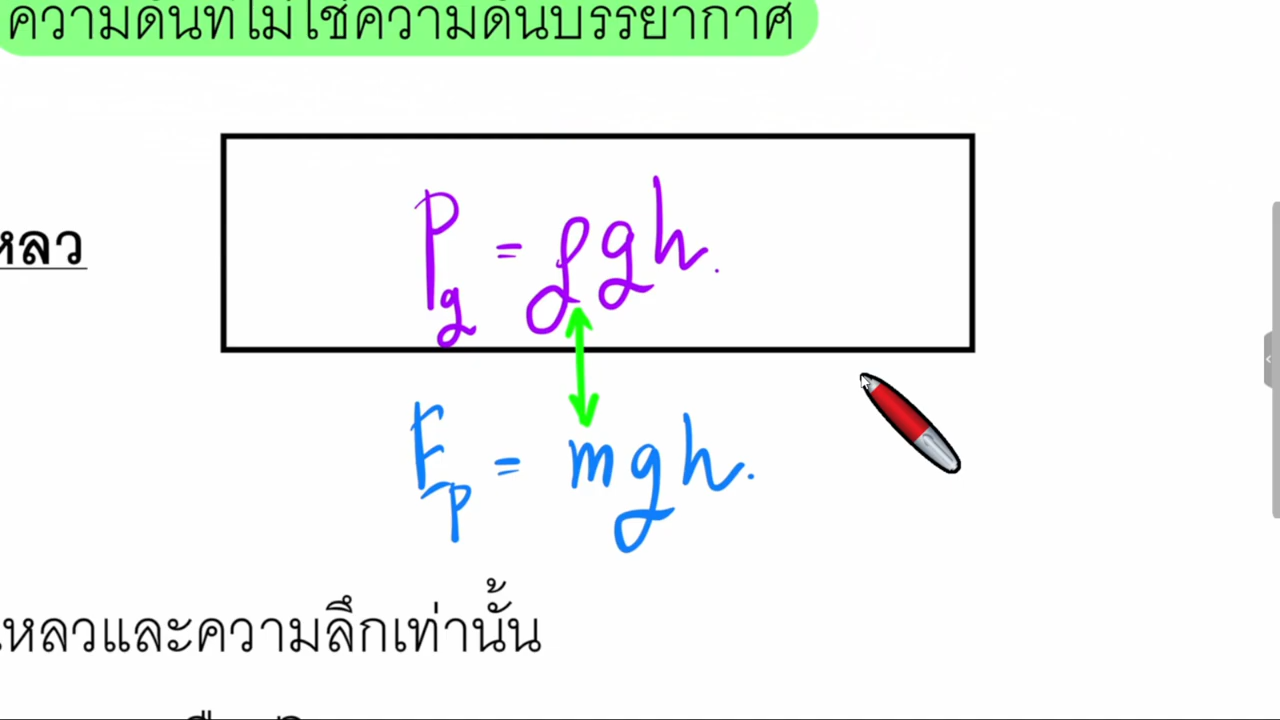 ความดันที่ไม่ใช่ความดันบรรยากาศ
หลว
Pg = ρgh.
Ep = mgh.
หลวและความลึกเท่านั้น